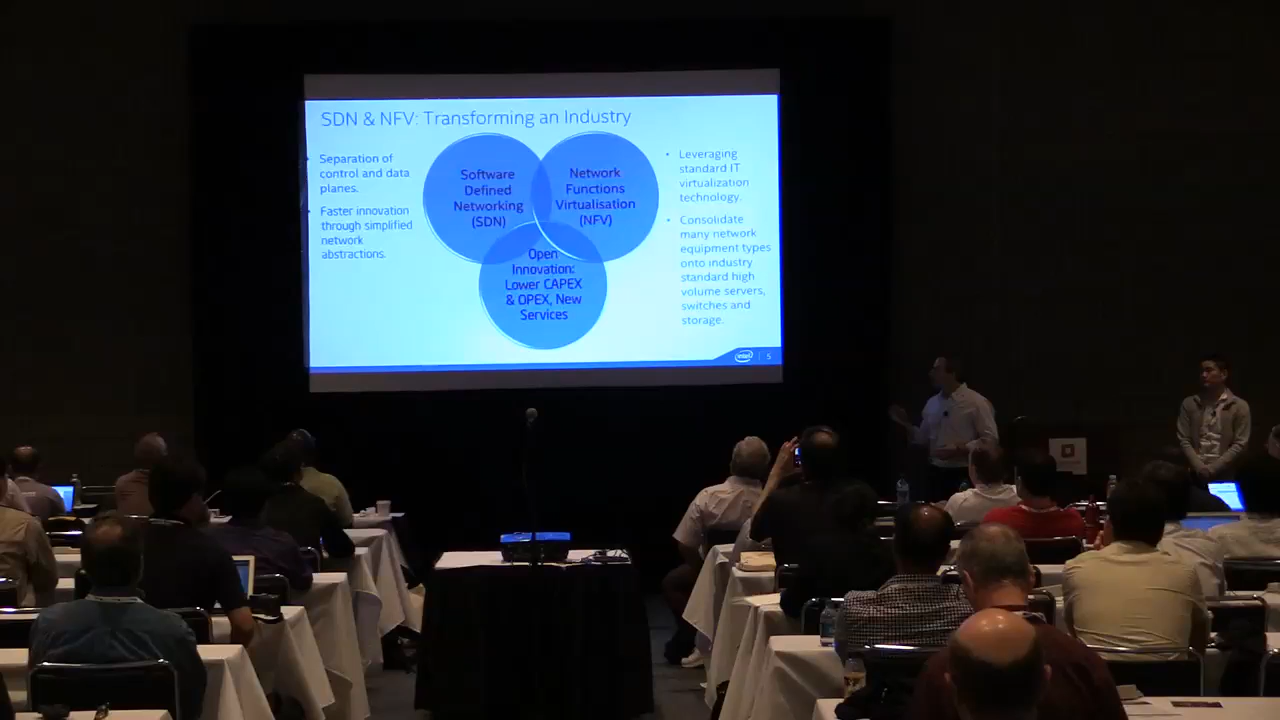 SDN & NFV: Transforming an Industry
• Separation of
control and data
planes.
• Faster innovation
through simplified
network
abstractions.
Software
Defined
Networking
(SDN)
Network
Functions
Virtualisation
(NFV)
Open
Innovation:
Lower CAPEX
& OPEX, New
Services
• Leveraging
standard IT
virtualization
technology.
• Consolidate
many network
equipment types
onto industry
standard high
volume servers,
switches and
storage.
intel
5